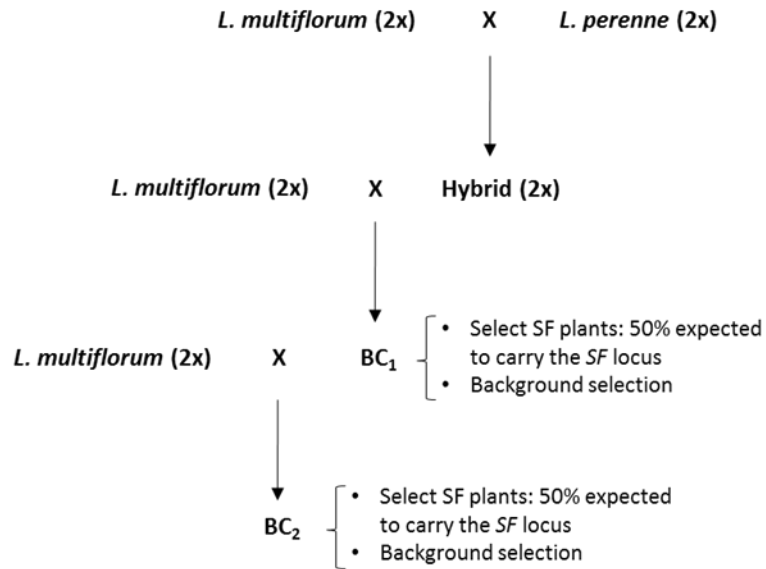 L. multiflorum (2x) X L. perenne (2x)
L. multiflorum (2x) X Hybrid (2x)
• Select SF plants: 50% expected
to carry the SF locus
• Background selection
L. multiflorum (2x) X BC₁
• Select SF plants: 50% expected
to carry the SF locus
• Background selection
BC₂